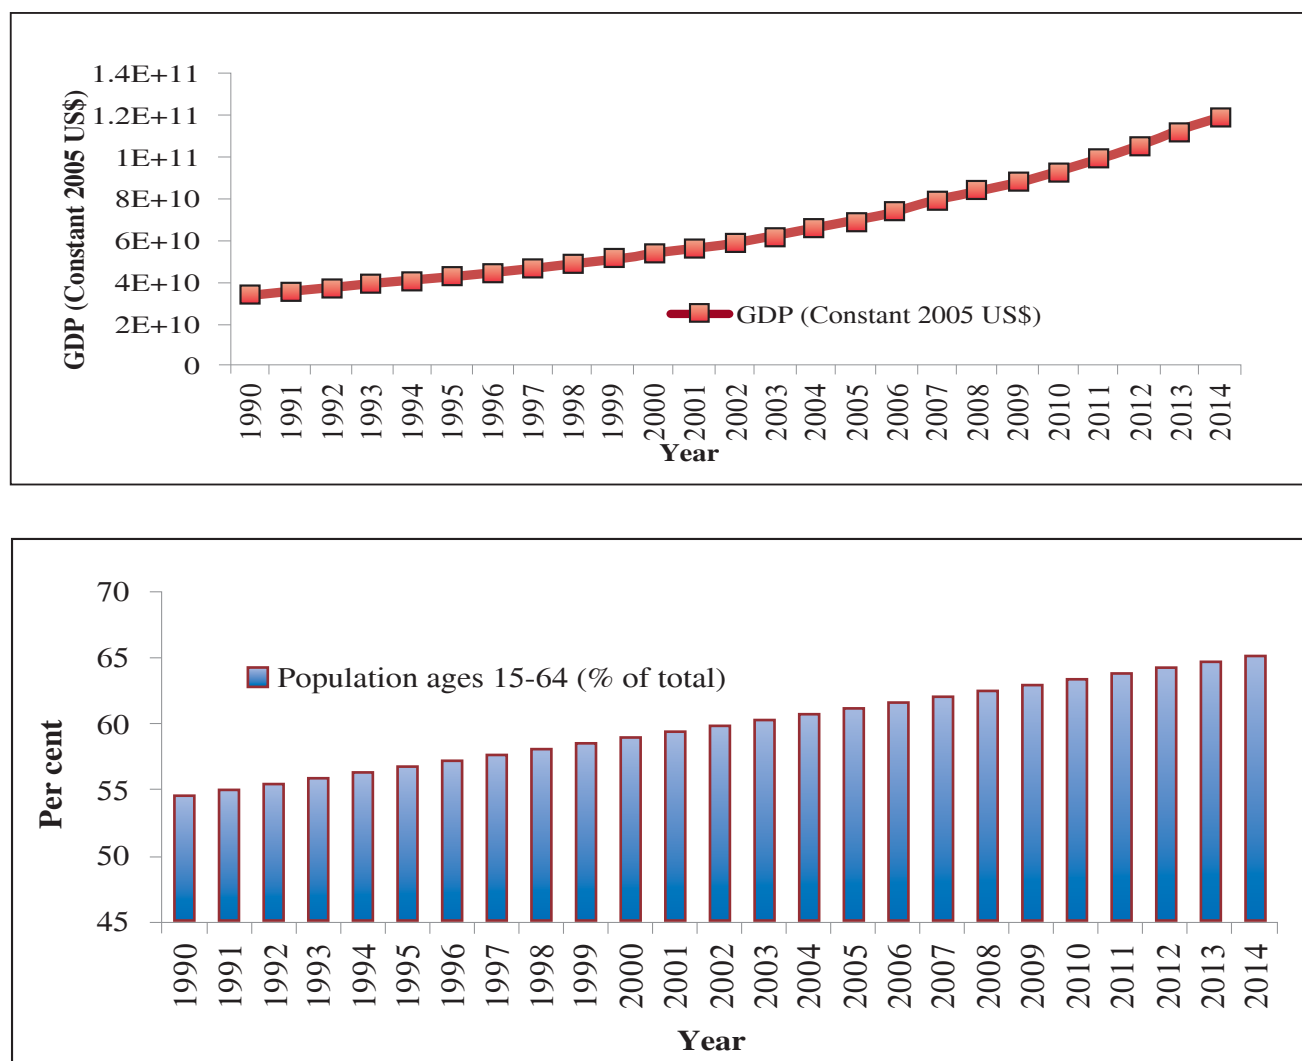 GDP (Constant 2005 US$)
1.4E+11
1.2E+11
1E+11
8E+10
6E+10
4E+10
2E+10
0
GDP (Constant 2005 US$)
1990 1991 1992 1993 1994 1995 1996 1997 1998 1999 2000 2001 2002 2003 2004 2005 2006 2007 2008 2009 2010 2011 2012 2013 2014
Year
Per cent
70
65
60
55
50
45
Population ages 15-64 (% of total)
1990 1991 1992 1993 1994 1995 1996 1997 1998 1999 2000 2001 2002 2003 2004 2005 2006 2007 2008 2009 2010 2011 2012 2013 2014
Year